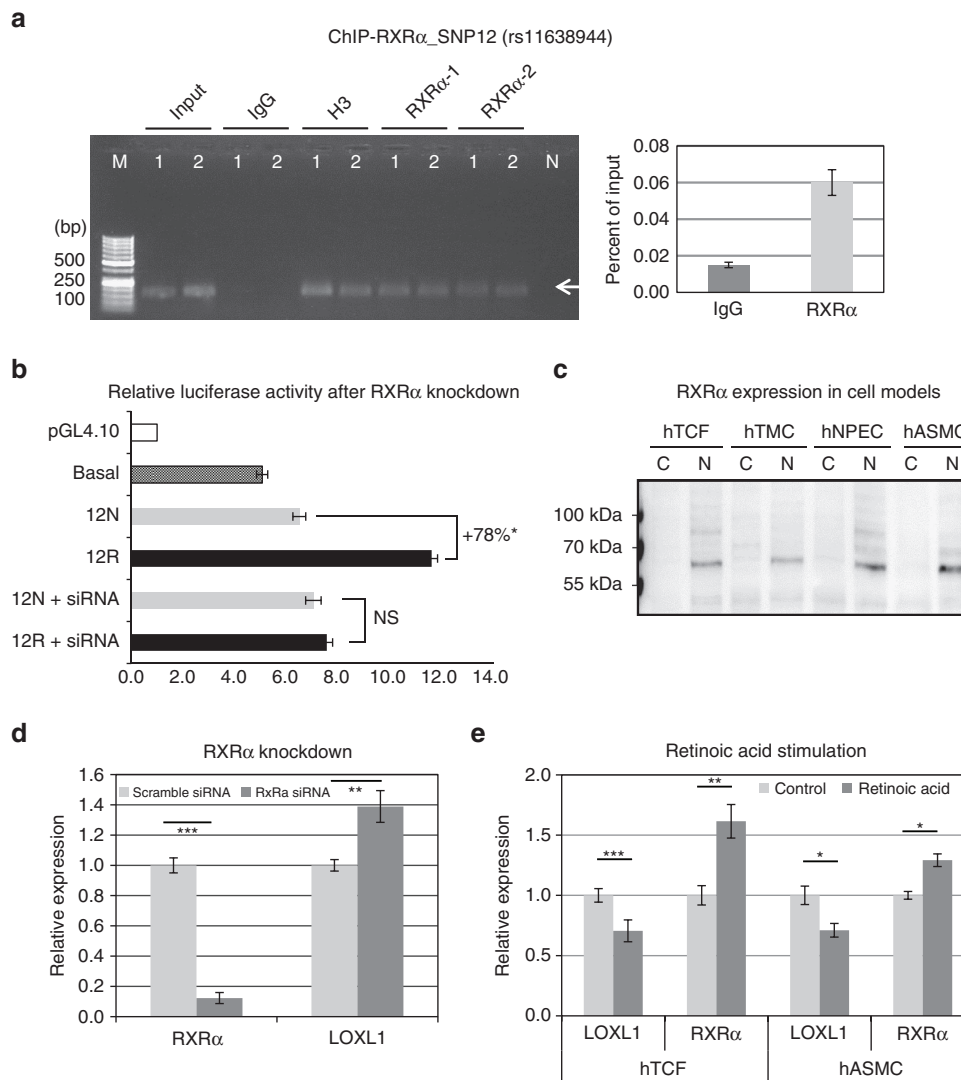 a
ChIP-RXRα_SNP12 (rs11638944)
Input IgG H3 RXRα-1 RXRα-2
M 1 2 1 2 1 2 1 2 1 2 N
(bp)
500
250
100
Percent of input
0.08
0.06
0.04
0.02
0.00
IgG RXRα
b
Relative luciferase activity after RXRα knockdown
pGL4.10
Basal
12N
12R
12N + siRNA
12R + siRNA
+78%*
NS
0.0 2.0 4.0 6.0 8.0 10.0 12.0 14.0
c
RXRα expression in cell models
hTCF hTMC hNPEC hASMC
C N C N C N C N
100 kDa
70 kDa
55 kDa
d
RXRα knockdown
Relative expression
1.6
1.4
1.2
1.0
0.8
0.6
0.4
0.2
0.0
Scramble siRNA RxRa siRNA
***
**
RXRα LOXL1
e
Retinoic acid stimulation
Relative expression
2.0
1.5
1.0
0.5
0.0
Control Retinoic acid
***
**
*
*
LOXL1 RXRα LOXL1 RXRα
hTCF hASMC